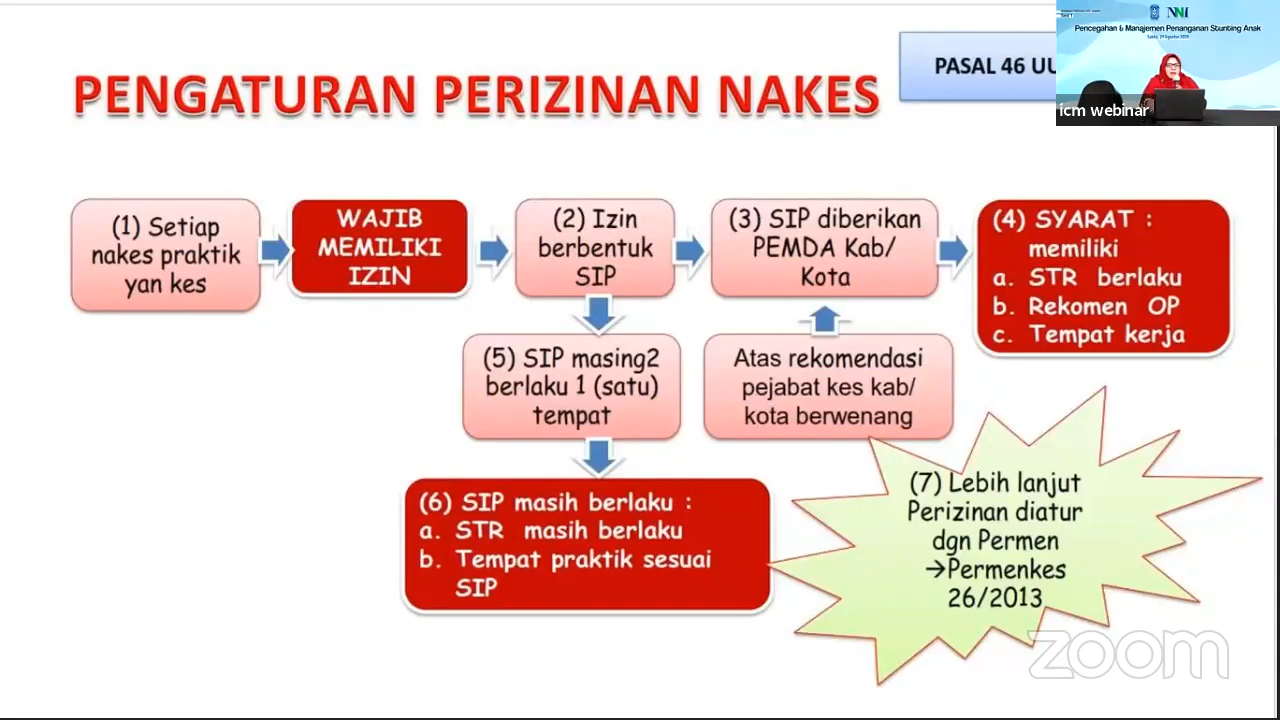 PENGATURAN PERIZINAN NAKES
PASAL 46 UU
Pencegahan & Manajemen Penanganan Stunting Anak
icm webinar
(1) Setiap
nakes praktik
yan kes
WAJIB
MEMILIKI
IZIN
(2) Izin
berbentuk
SIP
(3) SIP diberikan
PEMDA Kab/
Kota
(4) SYARAT :
memiliki
a. STR berlaku
b. Rekomen OP
c. Tempat kerja
(5) SIP masing2
berlaku 1 (satu)
tempat
Atas rekomendasi
pejabat kes kab/
kota berwenang
(6) SIP masih berlaku :
a. STR masih berlaku
b. Tempat praktik sesuai
SIP
(7) Lebih lanjut
Perizinan diatur
dgn Permen
→Permenkes
26/2013
zoom